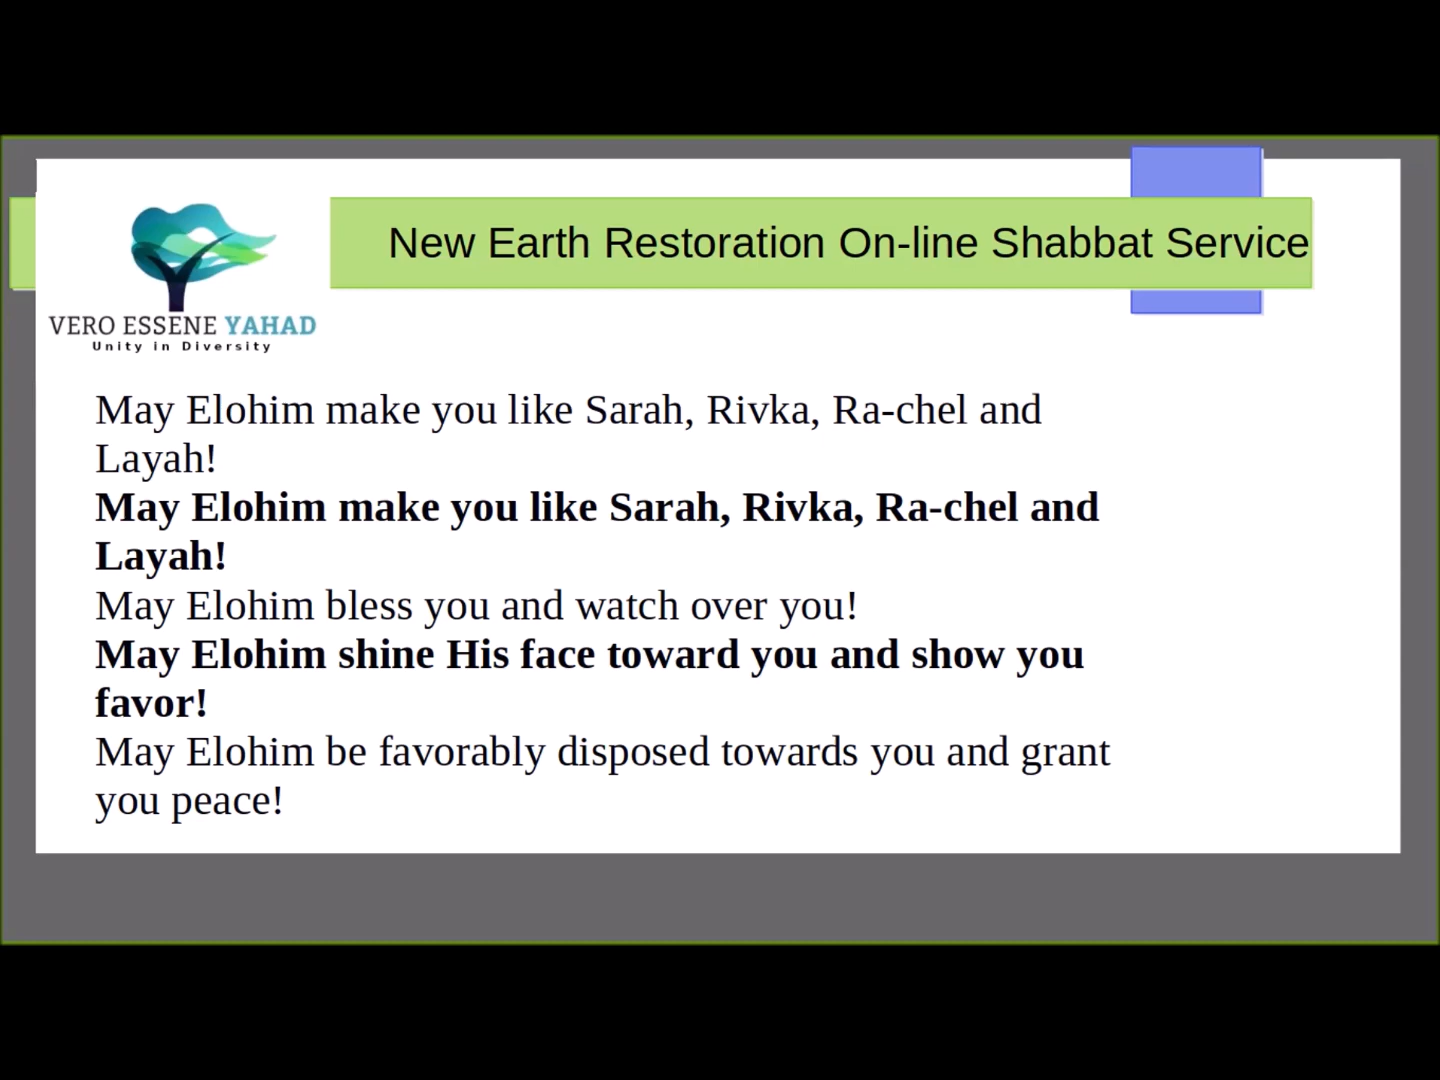 New Earth Restoration On-line Shabbat Service
VERO ESSENE YAHAD
Unity in Diversity
May Elohim make you like Sarah, Rivka, Ra-chel and
Layah!
May Elohim make you like Sarah, Rivka, Ra-chel and
Layah!
May Elohim bless you and watch over you!
May Elohim shine His face toward you and show you
favor!
May Elohim be favorably disposed towards you and grant
you peace!